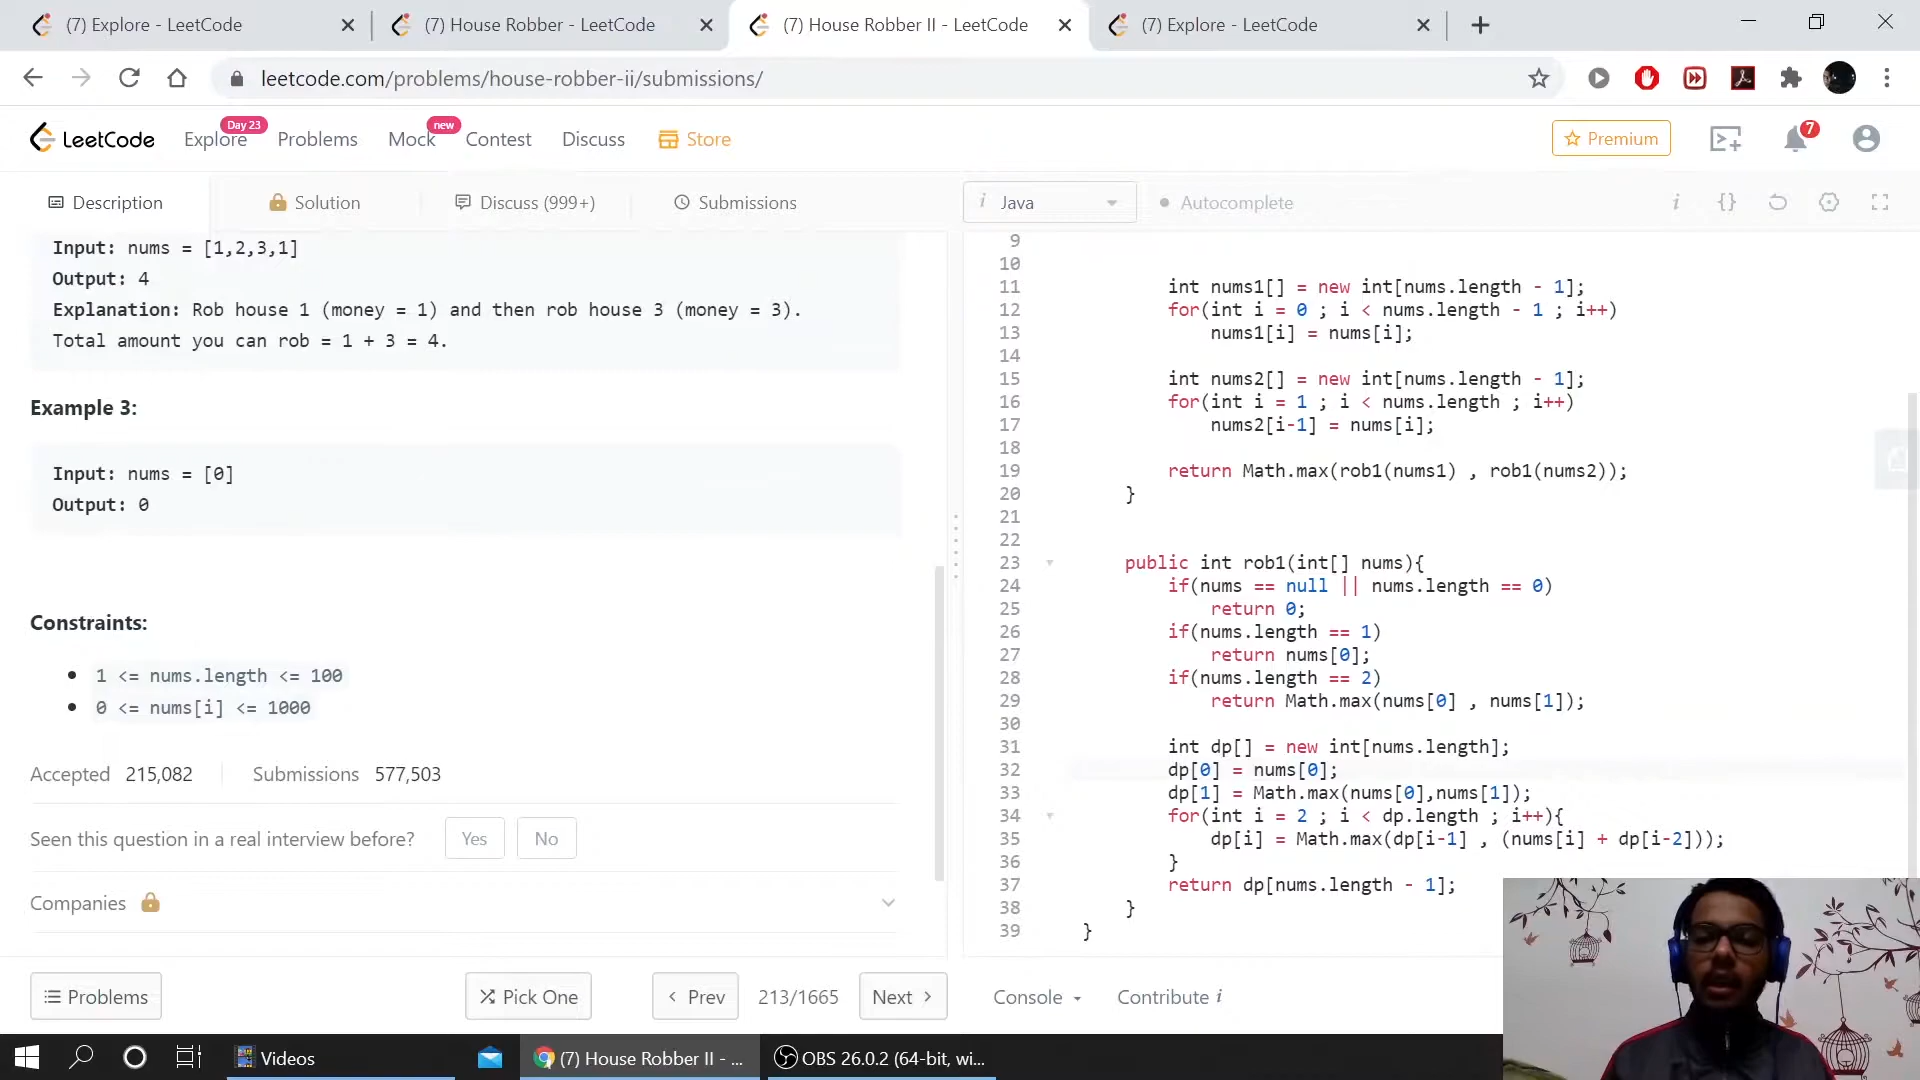 (7) Explore - LeetCode
(7) House Robber - LeetCode
(7) House Robber II - LeetCode
(7) Explore - LeetCode
leetcode.com/problems/house-robber-ii/submissions/
LeetCode
Explore
Day 23
Problems
Mock
new
Contest
Discuss
Store
Premium
7
Description
Solution
Discuss (999+)
Submissions
i Java
Autocomplete
Input: nums = [1,2,3,1]
Output: 4
Explanation: Rob house 1 (money = 1) and then rob house 3 (money = 3).
Total amount you can rob = 1 + 3 = 4.
Example 3:
Input: nums = [0]
Output: 0
Constraints:
1 <= nums.length <= 100
0 <= nums[i] <= 1000
Accepted 215,082 Submissions 577,503
Seen this question in a real interview before? Yes No
Companies
9
10
11 int nums1[] = new int[nums.length - 1];
12 for(int i = 0 ; i < nums.length - 1 ; i++)
13 nums1[i] = nums[i];
14
15 int nums2[] = new int[nums.length - 1];
16 for(int i = 1 ; i < nums.length ; i++)
17 nums2[i-1] = nums[i];
18
19 return Math.max(rob1(nums1) , rob1(nums2));
20 }
21
22
23 public int rob1(int[] nums){
24 if(nums == null || nums.length == 0)
25 return 0;
26 if(nums.length == 1)
27 return nums[0];
28 if(nums.length == 2)
29 return Math.max(nums[0] , nums[1]);
30
31 int dp[] = new int[nums.length];
32 dp[0] = nums[0];
33 dp[1] = Math.max(nums[0],nums[1]);
34 for(int i = 2 ; i < dp.length ; i++){
35 dp[i] = Math.max(dp[i-1] , (nums[i] + dp[i-2]));
36 }
37 return dp[nums.length - 1];
38 }
39 }
Problems
Pick One
Prev
213/1665
Next
Console
Contribute i
Videos
(7) House Robber II - ...
OBS 26.0.2 (64-bit, wi...